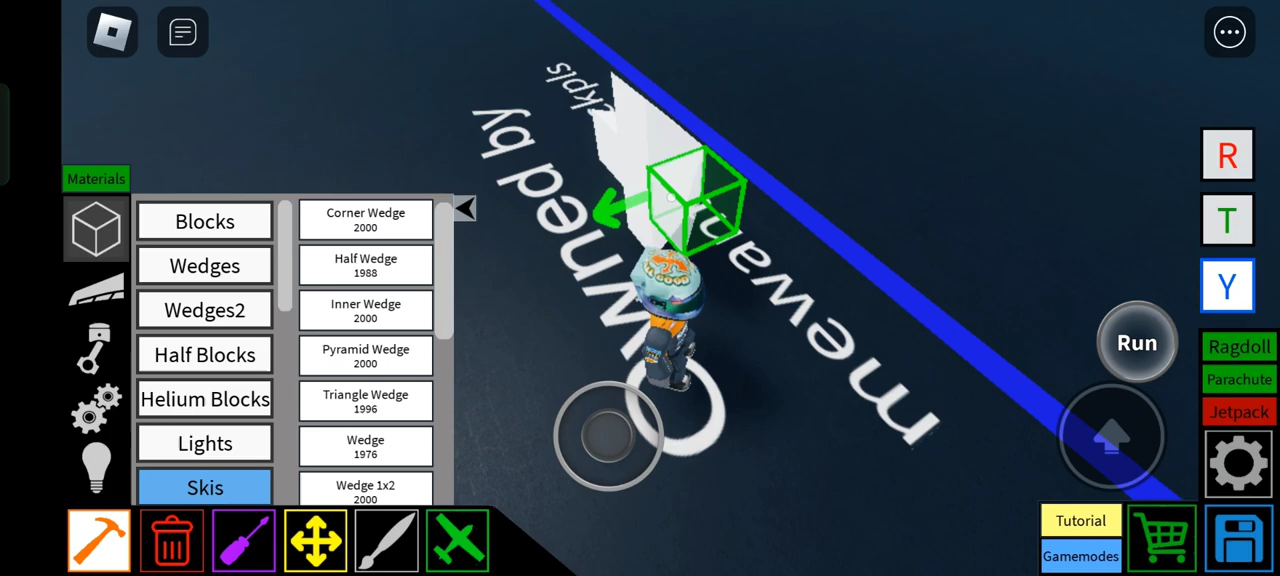 Materials
Blocks
Wedges
Wedges2
Half Blocks
Helium Blocks
Lights
Skis
Corner Wedge
2000
Half Wedge
1988
Inner Wedge
2000
Pyramid Wedge
2000
Triangle Wedge
1996
Wedge
1976
Wedge 1x2
2000
Owned by
R
T
Y
Run
Ragdoll
Parachute
Jetpack
Tutorial
Gamemodes